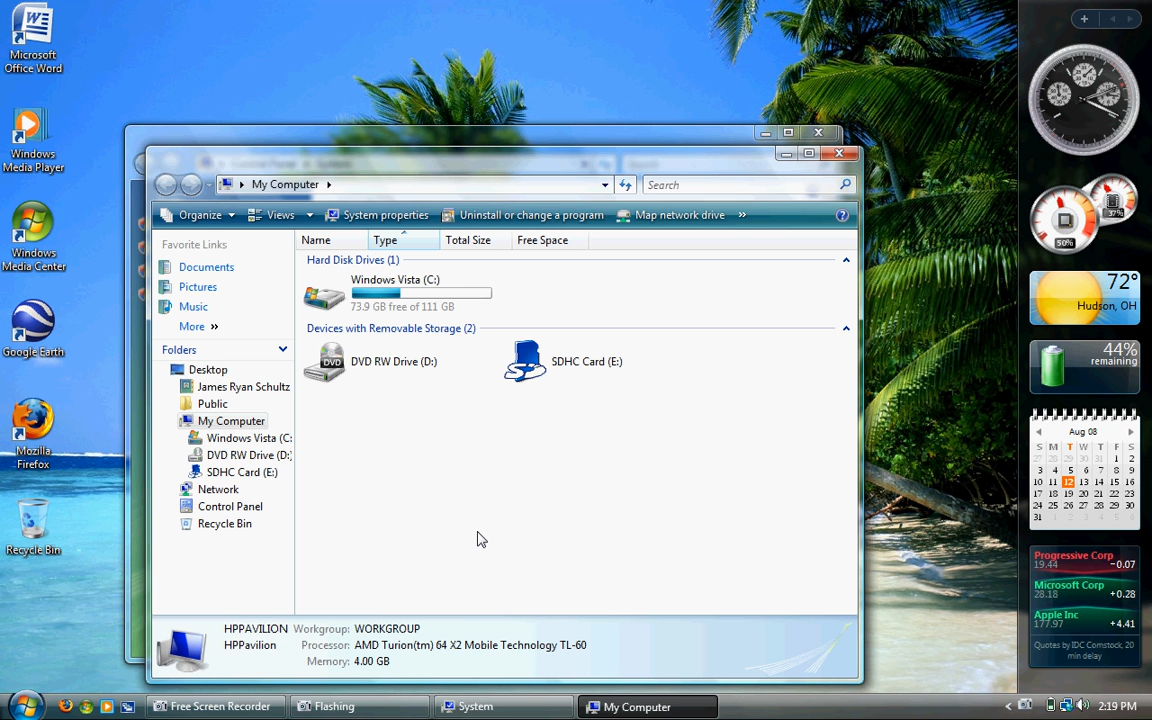 Microsoft
Office Word
Windows
Media Player
Windows
Media Center
Google Earth
Mozilla
Firefox
Recycle Bin
My Computer
Search
Organize
Views
System properties
Uninstall or change a program
Map network drive
»
?
Favorite Links
Documents
Pictures
Music
More »
Folders
Desktop
James Ryan Schultz
Public
My Computer
Windows Vista (C:
DVD RW Drive (D:
SDHC Card (E:)
Network
Control Panel
Recycle Bin
Name Type Total Size Free Space
Hard Disk Drives (1)
Windows Vista (C:)
73.9 GB free of 111 GB
Devices with Removable Storage (2)
DVD
DVD RW Drive (D:)
SDHC Card (E:)
HPPAVILION Workgroup: WORKGROUP
HPPavilion Processor: AMD Turion(tm) 64 X2 Mobile Technology TL-60
Memory: 4.00 GB
37%
50%
72°
Hudson, OH
44%
remaining
Aug 08
S M T W T F S
27 28 29 30 31 1 2
3 4 5 6 7 8 9
10 11 12 13 14 15 16
17 18 19 20 21 22 23
24 25 26 27 28 29 30
31 1 2 3 4 5 6
Progressive Corp
19.44 -0.07
Microsoft Corp
28.18 +0.28
Apple Inc
177.97 +4.41
Quotes by IDC Comstock, 20
min delay
Free Screen Recorder
Flashing
System
My Computer
2:19 PM